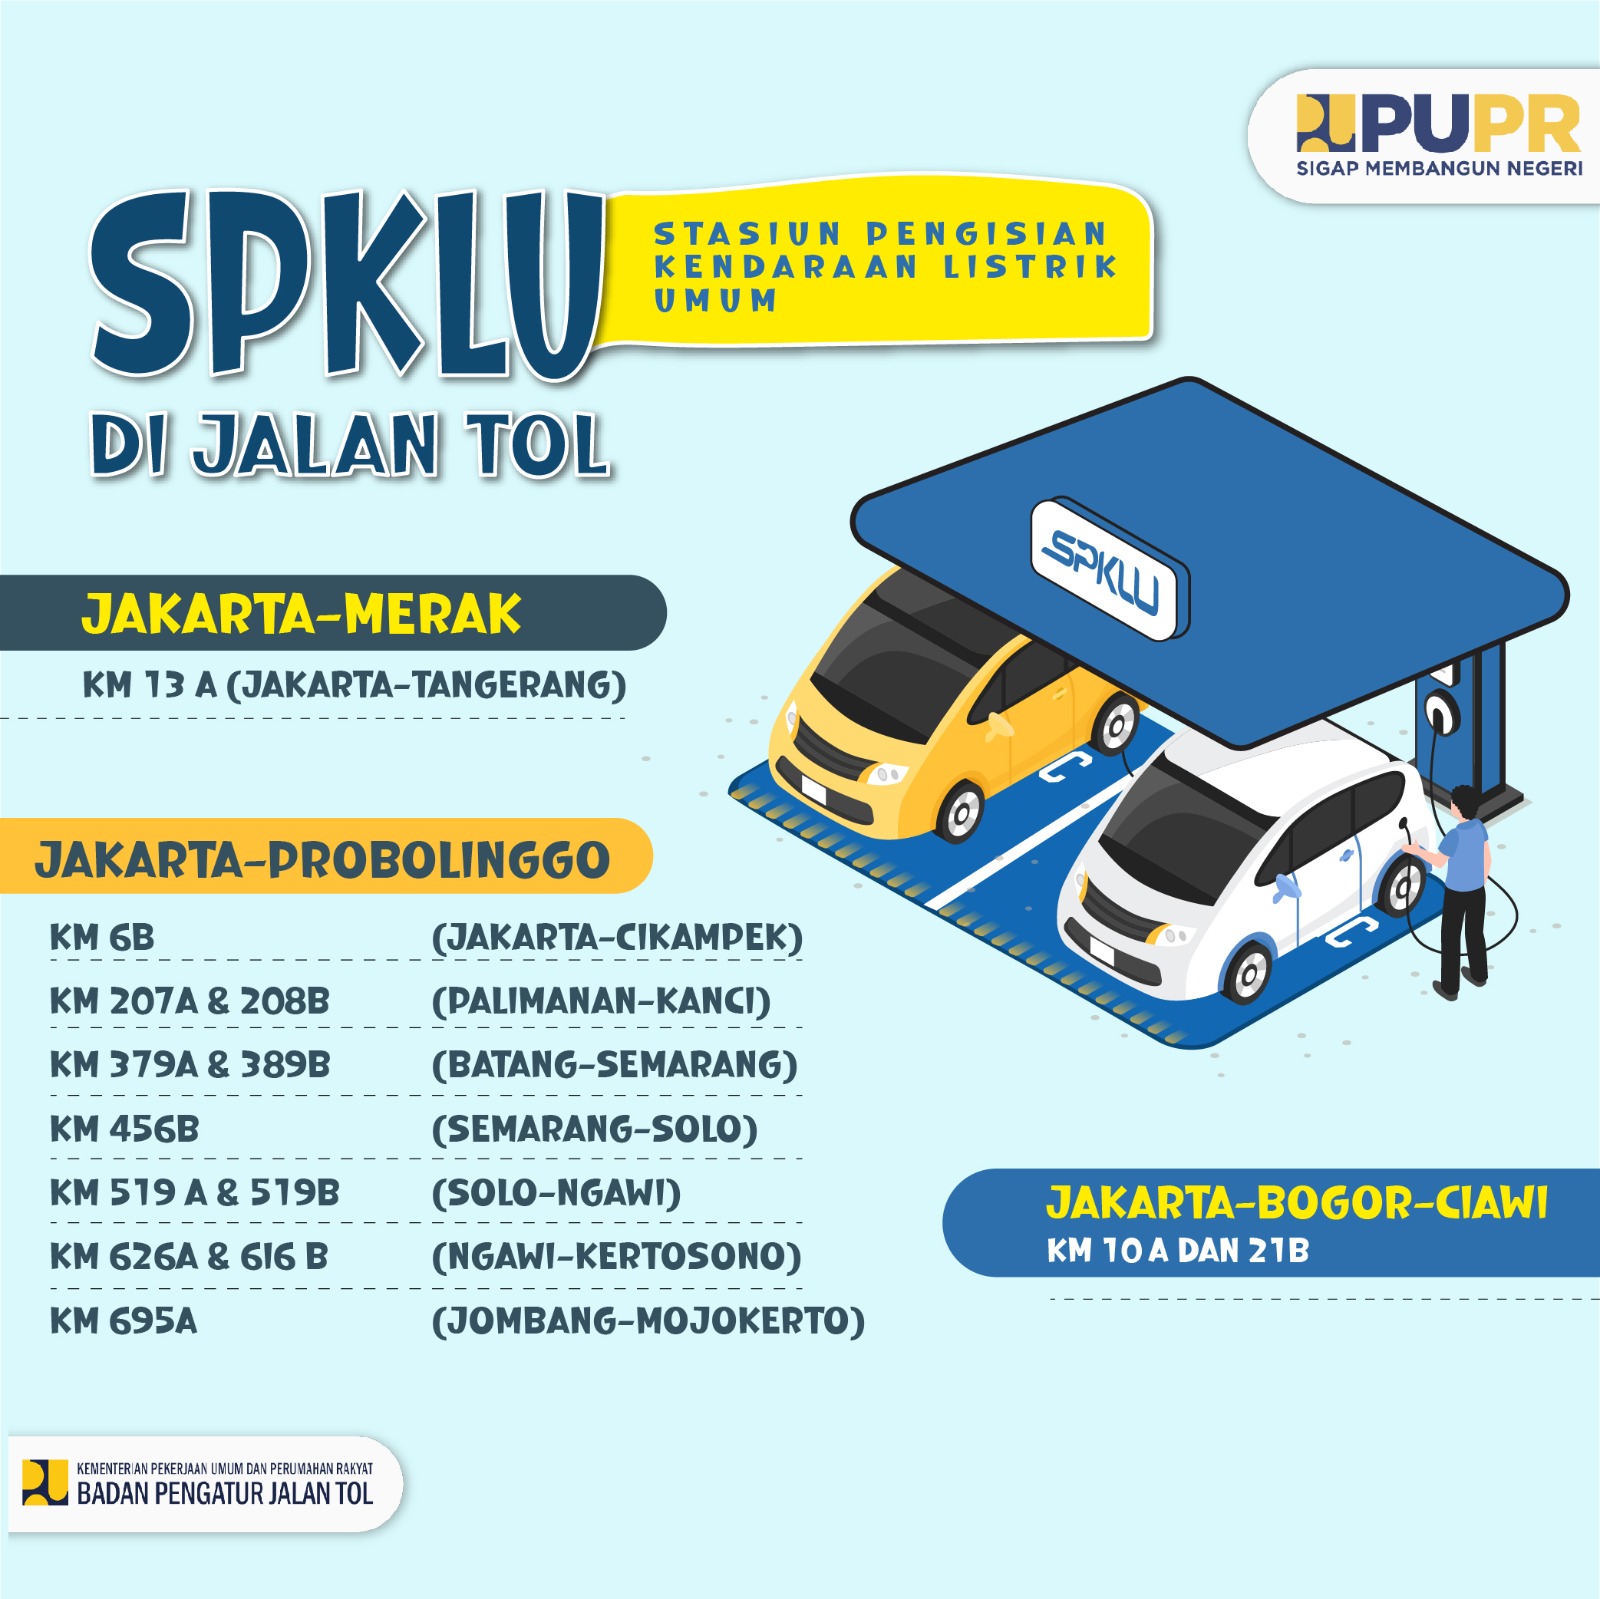 PUPR
SIGAP MEMBANGUN NEGERI
SPKLU
STASIUN PENGISIAN
KENDARAAN LISTRIK
UMUM
DI JALAN TOL
SPKLU
JAKARTA-MERAK
KM 13 A (JAKARTA-TANGERANG)
JAKARTA-PROBOLINGGO
KM 6B (JAKARTA-CIKAMPEK)
KM 207A & 208B (PALIMANAN-KANCI)
KM 379A & 389B (BATANG-SEMARANG)
KM 456B (SEMARANG-SOLO)
KM 519 A & 519B (SOLO-NGAWI)
KM 626A & 616 B (NGAWI-KERTOSONO)
KM 695A (JOMBANG-MOJOKERTO)
JAKARTA-BOGOR-CIAWI
KM 10 A DAN 21B
KEMENTERIAN PEKERJAAN UMUM DAN PERUMAHAN RAKYAT
BADAN PENGATUR JALAN TOL